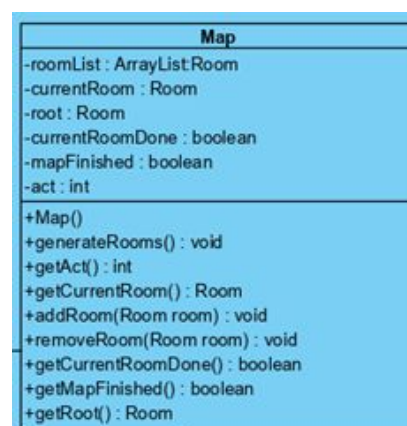 Map
-roomList : ArrayList:Room
-currentRoom : Room
-root : Room
-currentRoomDone : boolean
-mapFinished : boolean
-act : int
+Map()
+generateRooms() : void
+getAct() : int
+getCurrentRoom() : Room
+addRoom(Room room) : void
+removeRoom(Room room) : void
+getCurrentRoomDone() : boolean
+getMapFinished() : boolean
+getRoot() : Room